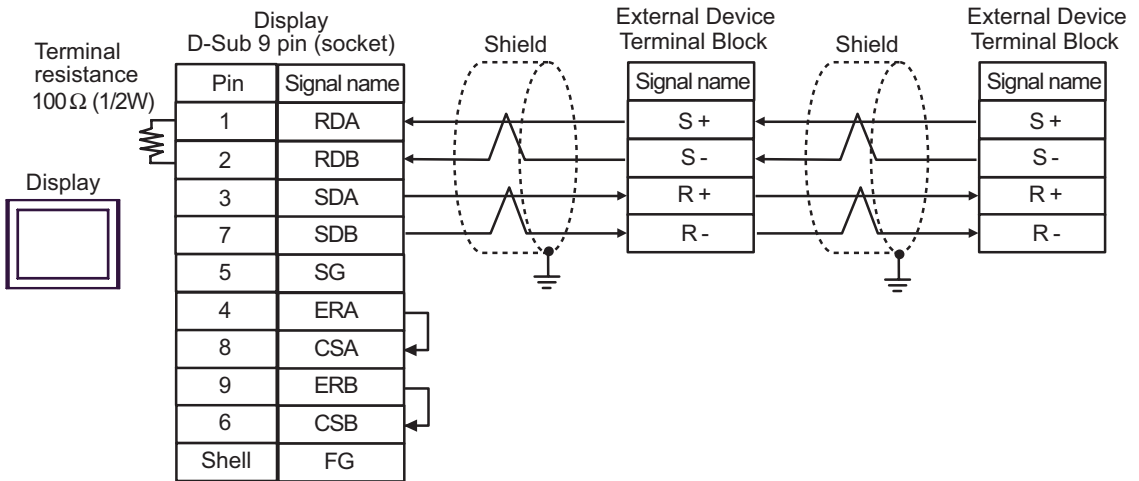 Display
D-Sub 9 pin (socket)
Terminal
resistance
100Ω (1/2W)
Display
Pin Signal name
1 RDA
2 RDB
3 SDA
7 SDB
5 SG
4 ERA
8 CSA
9 ERB
6 CSB
Shell FG
Shield
External Device
Terminal Block
Signal name
S +
S -
R +
R -
Shield
External Device
Terminal Block
Signal name
S +
S -
R +
R -